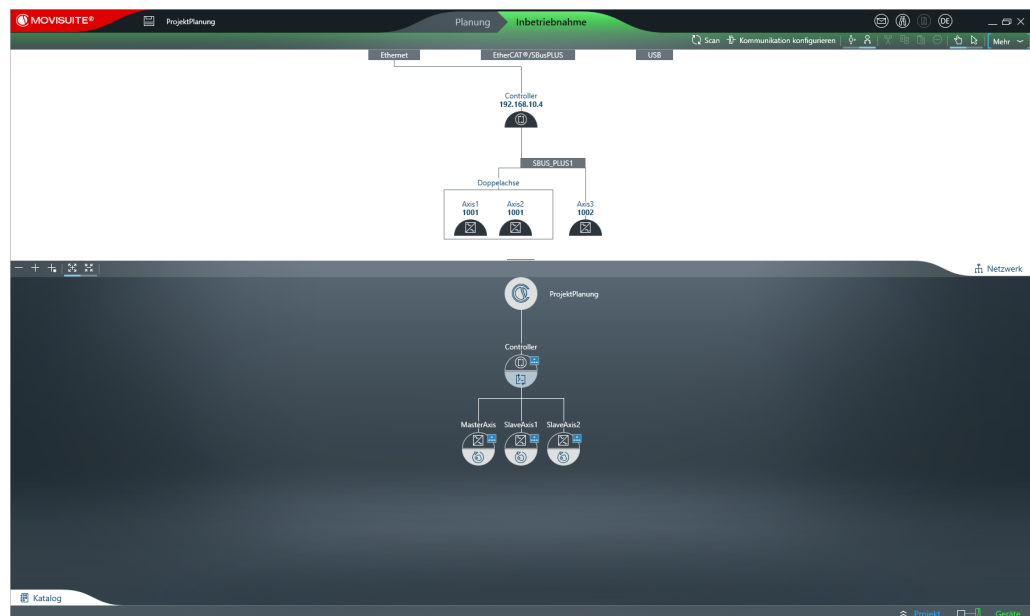 MOVISUITE®
ProjektPlanung
Planung
Inbetriebnahme
DE
Scan
Kommunikation konfigurieren
Mehr
Ethernet
EtherCAT®/SBusPLUS
USB
Controller
192.168.10.4
SBUS_PLUS1
Doppelachse
Axis1
1001
Axis2
1001
Axis3
1002
Netzwerk
ProjektPlanung
Controller
MasterAxis
SlaveAxis1
SlaveAxis2
Katalog
Projekt
Geräte